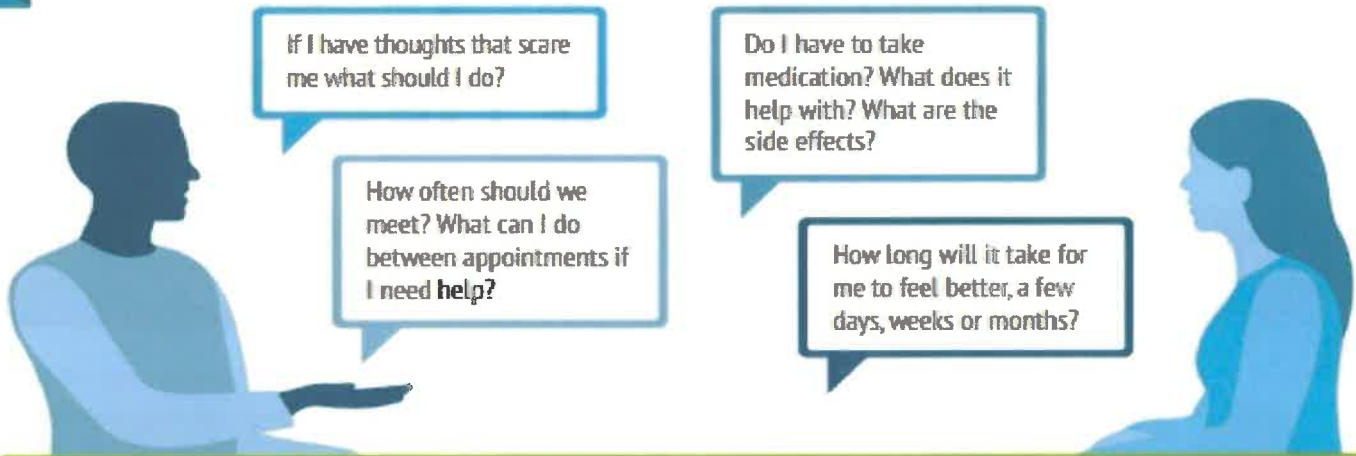 If I have thoughts that scare
me what should I do?
How often should we
meet? What can I do
between appointments if
I need help?
Do I have to take
medication? What does it
help with? What are the
side effects?
How long will it take for
me to feel better, a few
days, weeks or months?